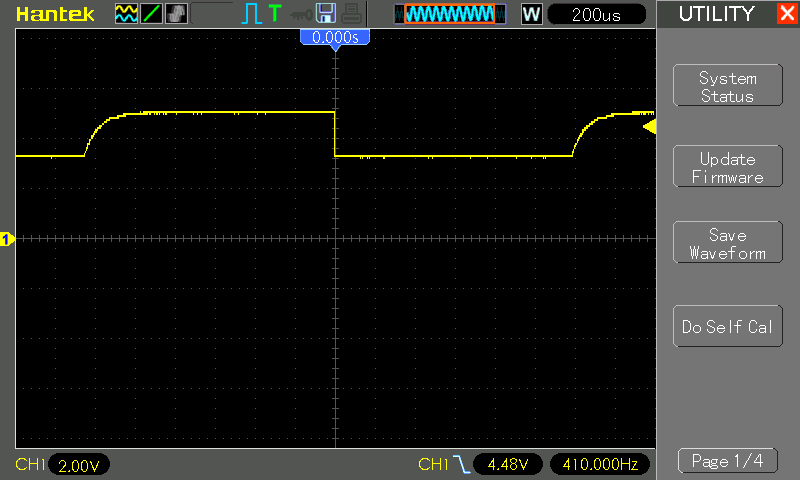 Hantek T W 200us UTILITY
0.000s
System
Status
Update
Firmware
1
Save
Waveform
Do Self Cal
CH1 2.00V CH1 4.48V 410.000Hz Page 1/4